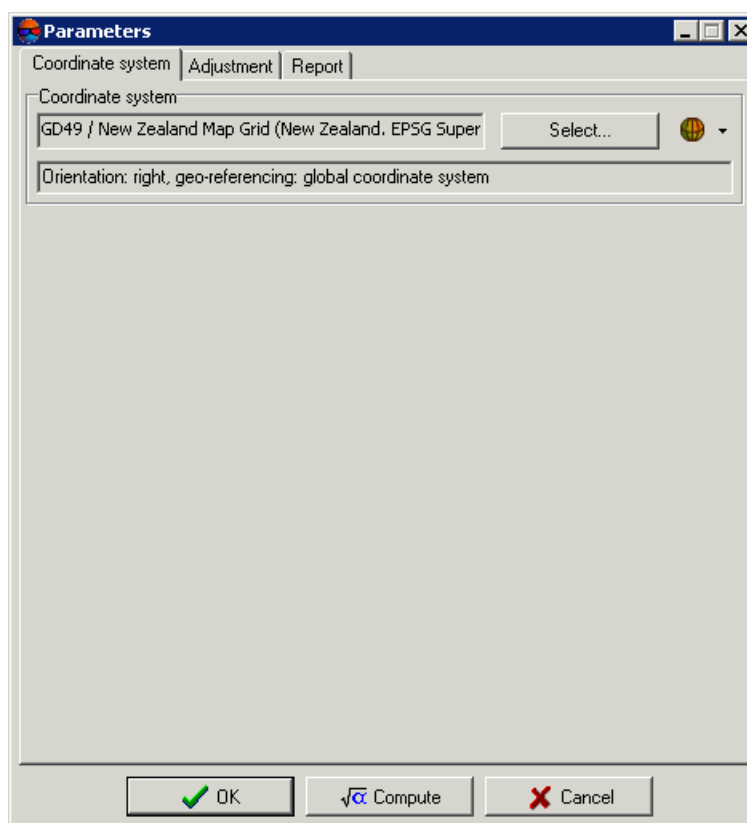 Parameters
Coordinate system
Adjustment
Report
Coordinate system
GD49 / New Zealand Map Grid (New Zealand. EPSG Super
Select...
Orientation: right, geo-referencing: global coordinate system
OK
√α Compute
Cancel